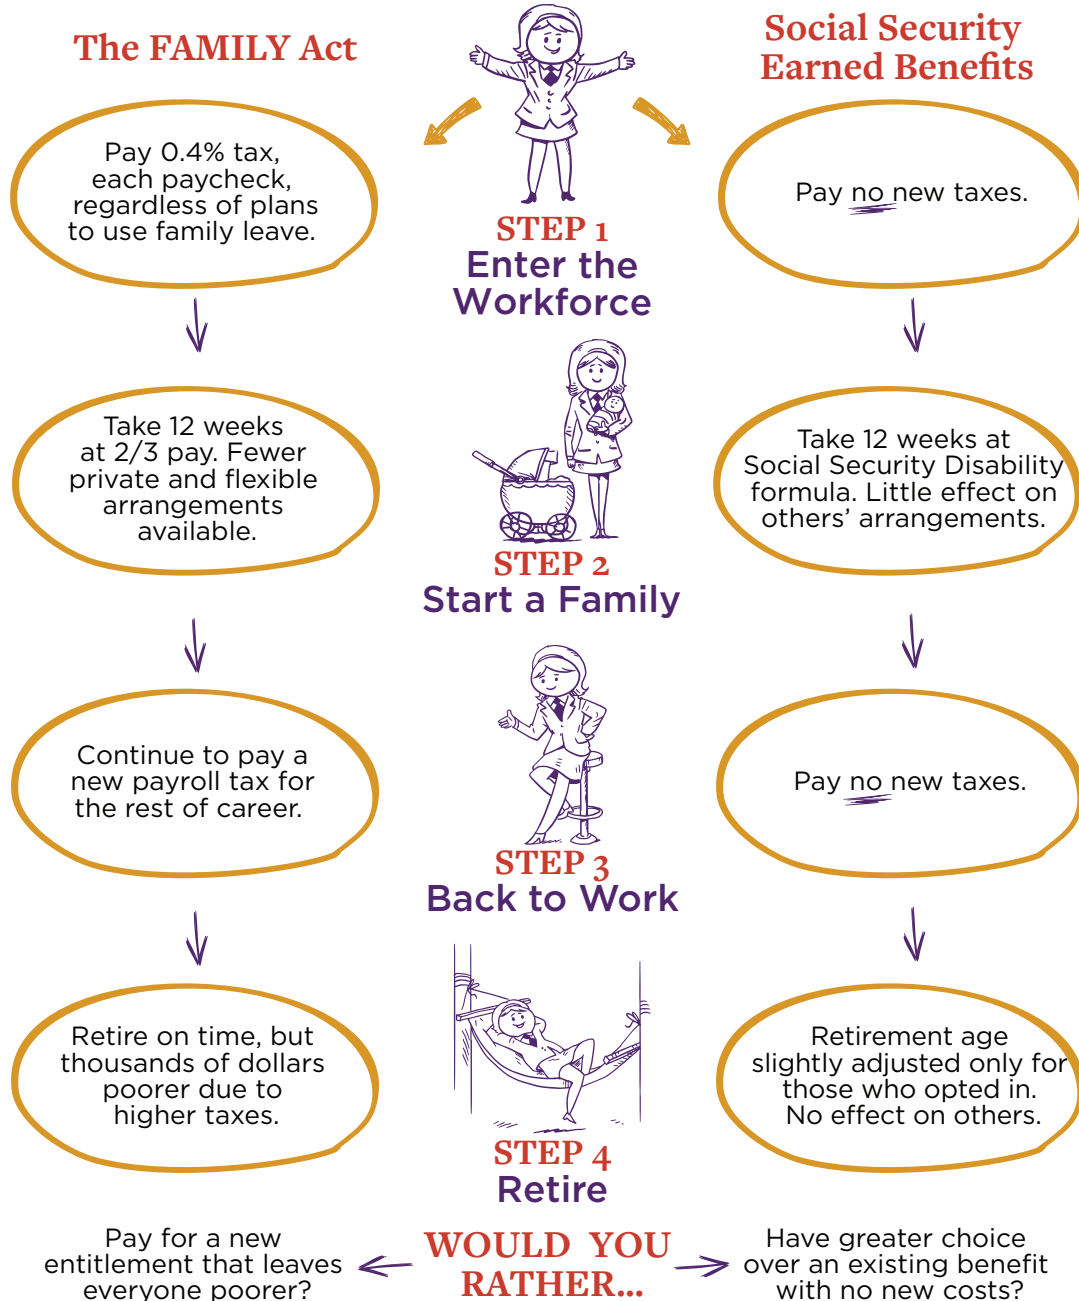 The FAMILY Act
Social Security
Earned Benefits
Pay 0.4% tax,
each paycheck,
regardless of plans
to use family leave.
STEP 1
Enter the
Workforce
Pay no new taxes.
Take 12 weeks
at 2/3 pay. Fewer
private and flexible
arrangements
available.
STEP 2
Start a Family
Take 12 weeks at
Social Security Disability
formula. Little effect on
others’ arrangements.
Continue to pay a
new payroll tax for
the rest of career.
STEP 3
Back to Work
Pay no new taxes.
Retire on time, but
thousands of dollars
poorer due to
higher taxes.
STEP 4
Retire
Retirement age
slightly adjusted only for
those who opted in.
No effect on others.
Pay for a new
entitlement that leaves
everyone poorer?
WOULD YOU
RATHER...
Have greater choice
over an existing benefit
with no new costs?